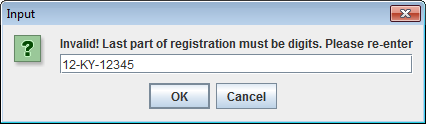 Input
Invalid! Last part of registration must be digits. Please re-enter
?
12-KY-12345
OK Cancel